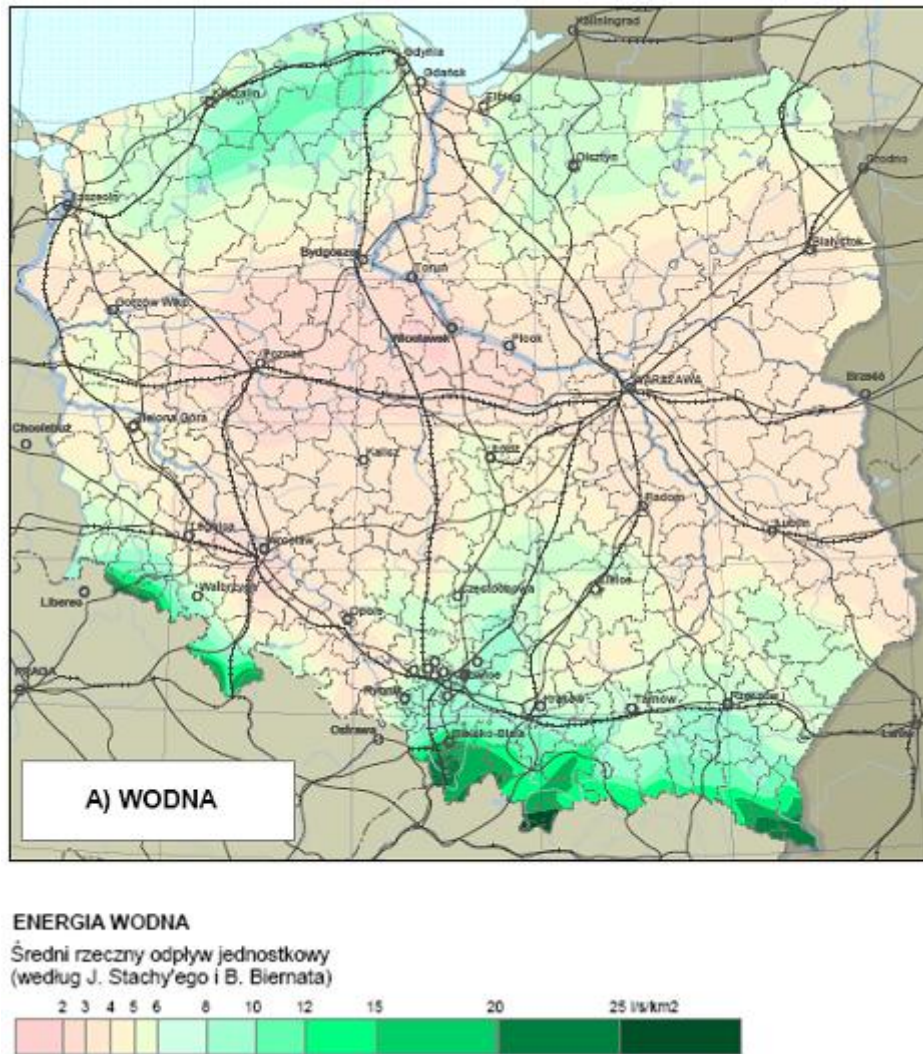 Kaliningrad
Gdynia
Gdańsk
Koszalin
Elbląg
Olsztyn
Grodno
Szczecin
Białystok
Bydgoszcz
Toruń
Gorzów Wlkp.
Włocławek
Płock
Poznań
WARSZAWA
Brześć
Zielona Góra
Chociebuż
Kalisz
Łódź
Radom
Lublin
Legnica
Wrocław
Kielce
Liberec
Wałbrzych
Częstochowa
Opole
PRAGA
Katowice
Rybnik
Kraków
Tarnów
Rzeszów
Ostrawa
Bielsko-Biała
Lwów
A) WODNA
ENERGIA WODNA
Średni rzeczny odpływ jednostkowy
(według J. Stachy'ego i B. Biernata)
2 3 4 5 6 8 10 12 15 20 25 l/s/km2